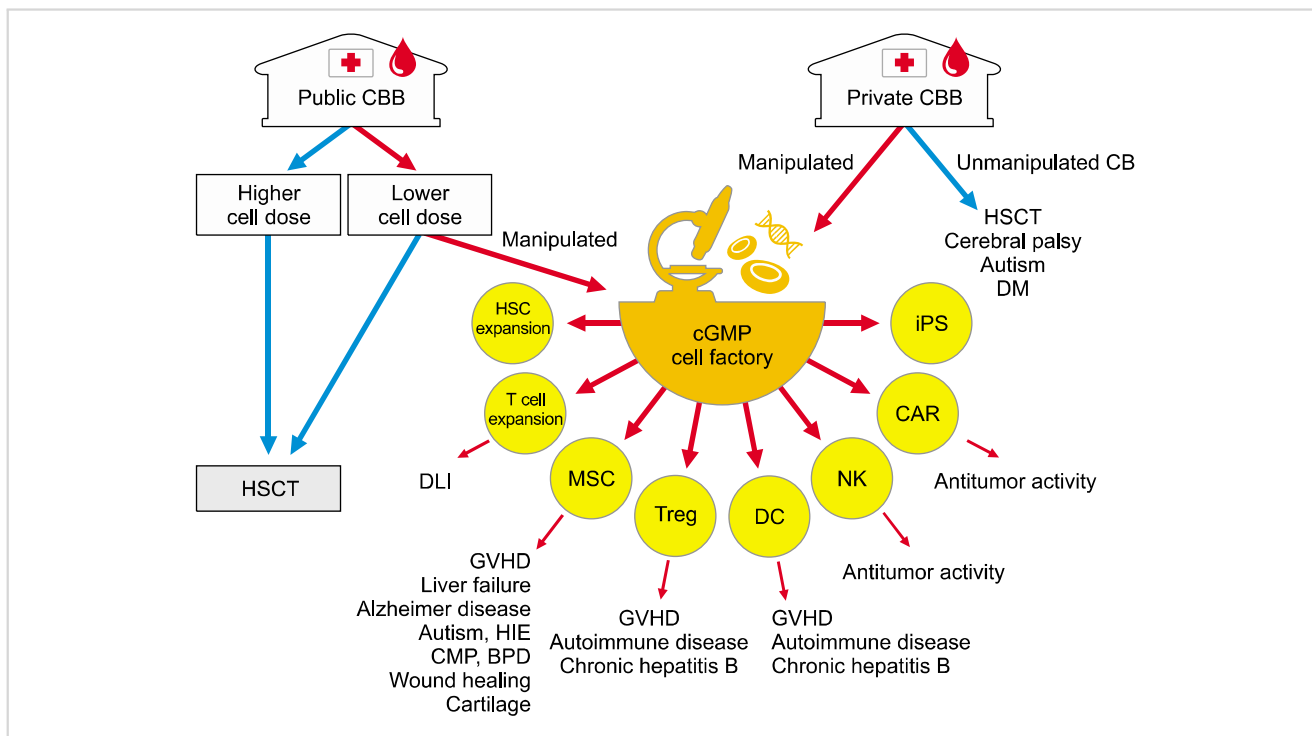 Public CBB
Private CBB
Manipulated
Unmanipulated CB
Higher
cell dose
Lower
cell dose
Manipulated
HSCT
Cerebral palsy
Autism
DM
HSC
expansion
cGMP
cell factory
iPS
T cell
expansion
CAR
DLI
MSC
Treg
DC
NK
Antitumor activity
HSCT
GVHD
Liver failure
Alzheimer disease
Autism, HIE
CMP, BPD
Wound healing
Cartilage
GVHD
Autoimmune disease
Chronic hepatitis B
GVHD
Autoimmune disease
Chronic hepatitis B
Antitumor activity